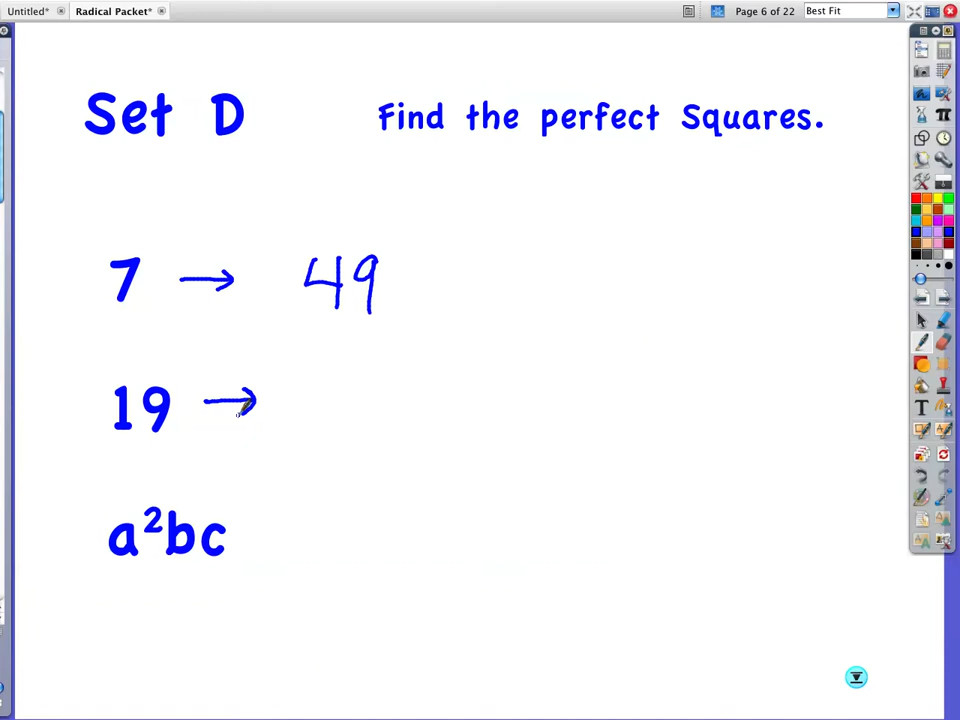 Untitled* Radical Packet* Page 6 of 22 Best Fit
Set D Find the perfect Squares.
7 → 49
19 →
a²bc